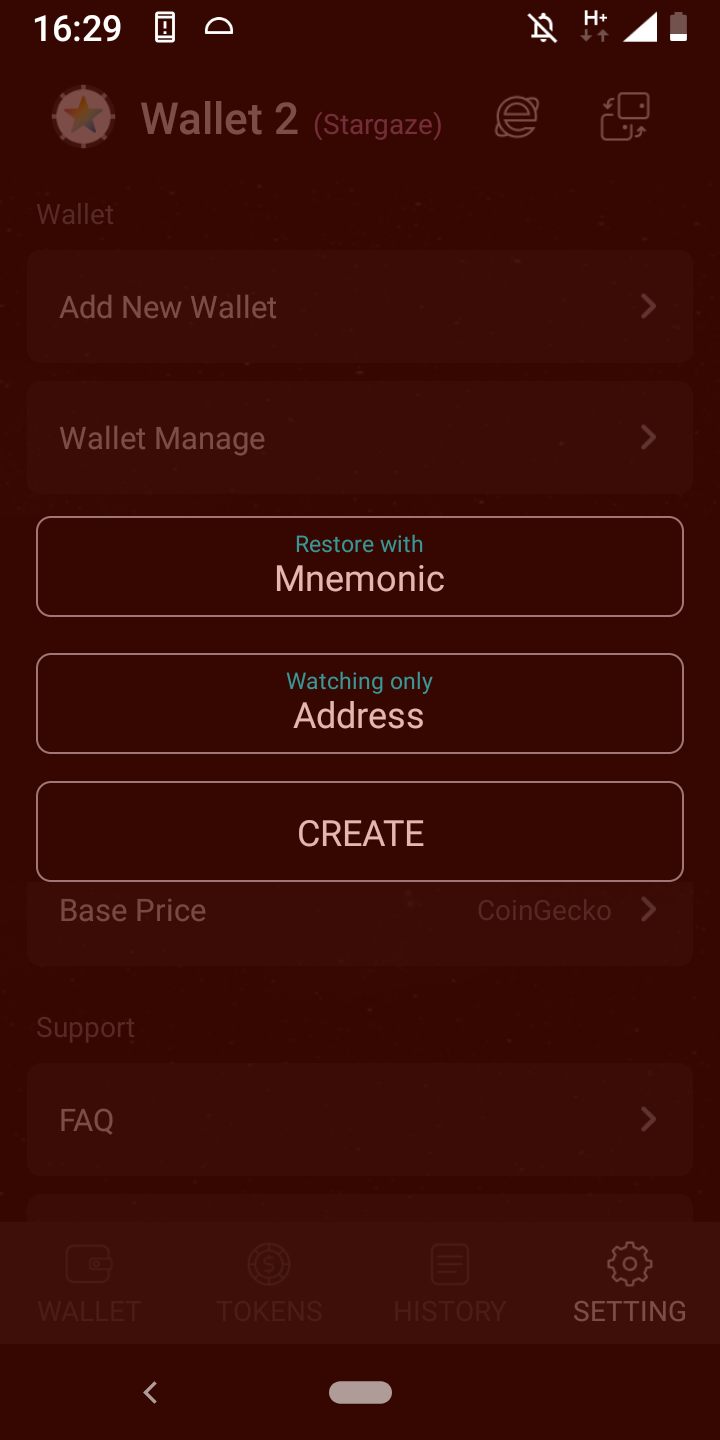 16:29
H+
Wallet 2 (Stargaze)
Wallet
Add New Wallet
Wallet Manage
Restore with
Mnemonic
Watching only
Address
CREATE
Base Price CoinGecko
Support
FAQ
WALLET TOKENS HISTORY SETTING